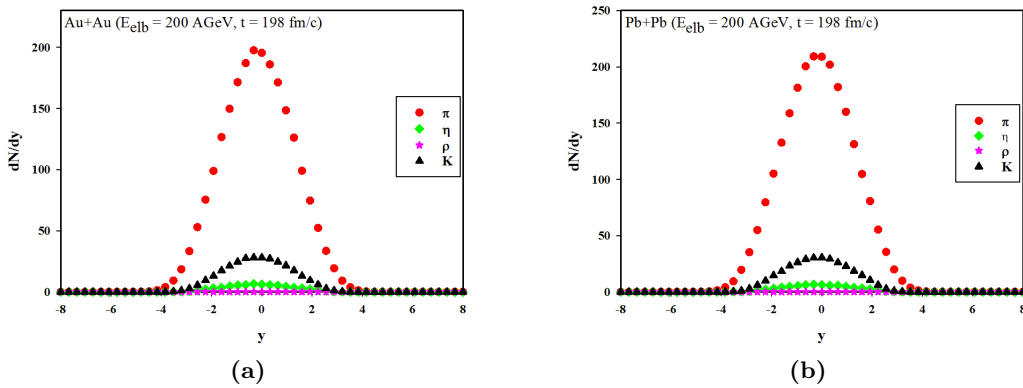 Au+Au (E_elb = 200 AGeV, t = 198 fm/c)
200
150
100
50
0
dN/dy
-8 -6 -4 -2 0 2 4 6 8
y
π
η
ρ
K
(a)
Pb+Pb (E_elb = 200 AGeV, t = 198 fm/c)
250
200
150
100
50
0
dN/dy
-8 -6 -4 -2 0 2 4 6 8
y
π
η
ρ
K
(b)